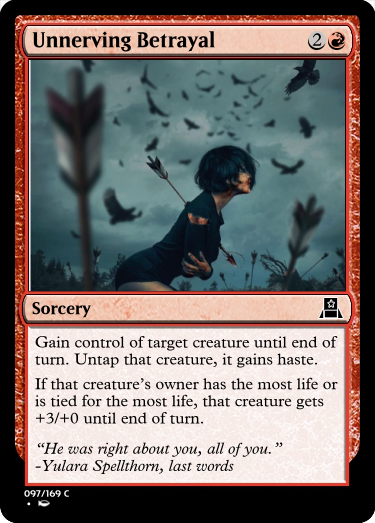 Unnerving Betrayal 2
Sorcery
Gain control of target creature until end of
turn. Untap that creature, it gains haste.
If that creature's owner has the most life or
is tied for the most life, that creature gets
+3/+0 until end of turn.
“He was right about you, all of you.”
-Yulara Spellthorn, last words
097/169 C